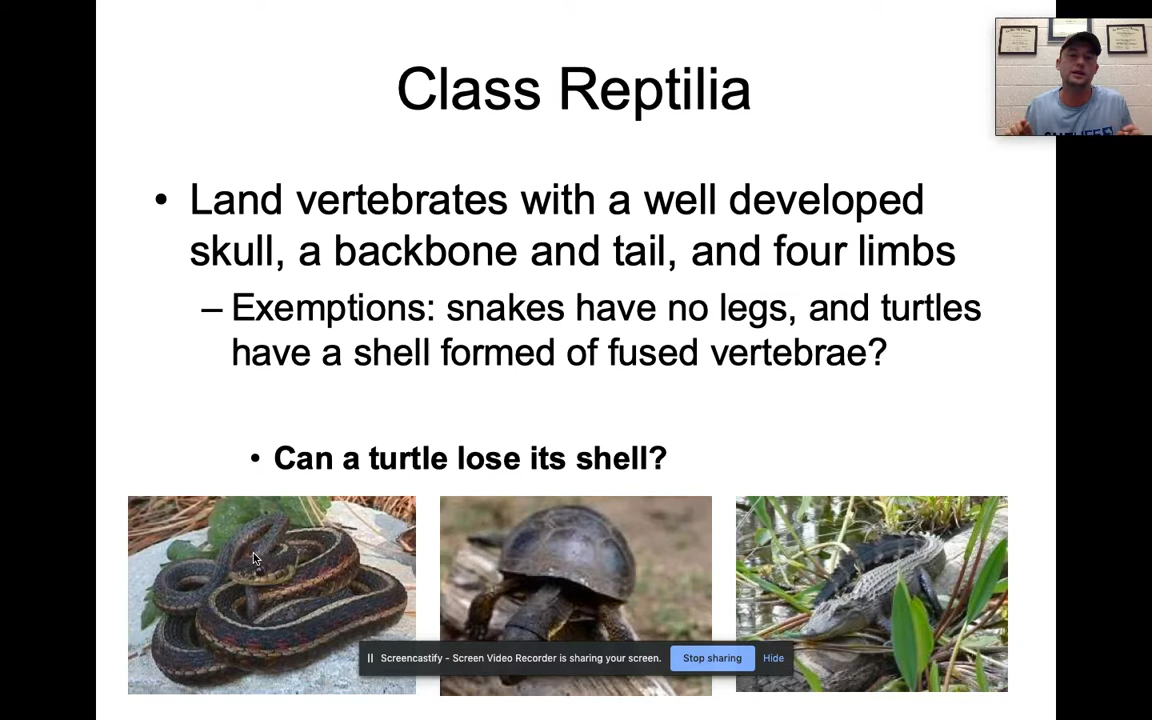 Class Reptilia
• Land vertebrates with a well developed
skull, a backbone and tail, and four limbs
– Exemptions: snakes have no legs, and turtles
have a shell formed of fused vertebrae?
• Can a turtle lose its shell?
Screencastify - Screen Video Recorder is sharing your screen. Stop sharing Hide